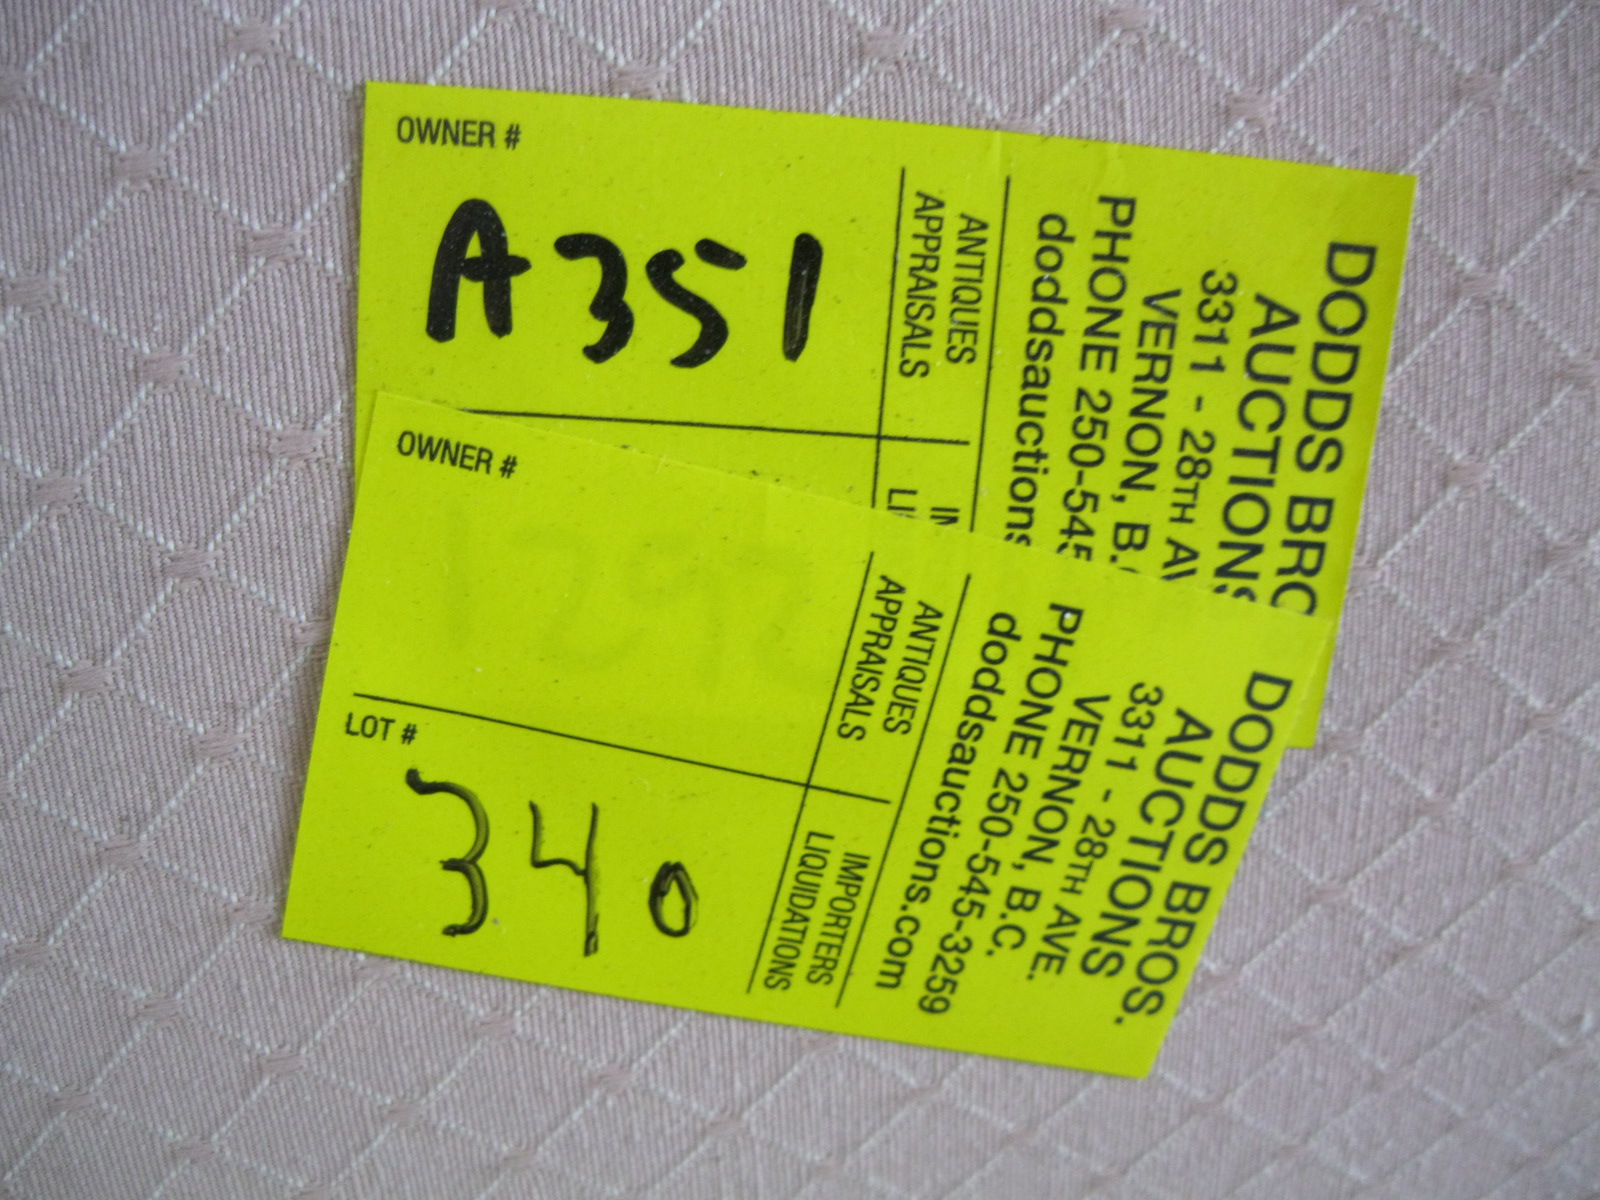 OWNER #
A351
ANTIQUES
APPRAISALS
DODDS BRO
AUCTIONS
3311 - 28TH AV
VERNON, B.C
PHONE 250-545
doddsauctions
OWNER #
LOT #
340
ANTIQUES
APPRAISALS
IMPORTERS
LIQUIDATIONS
DODDS BROS.
AUCTIONS
3311 - 28TH AVE.
VERNON, B.C.
PHONE 250-545-3259
doddsauctions.com